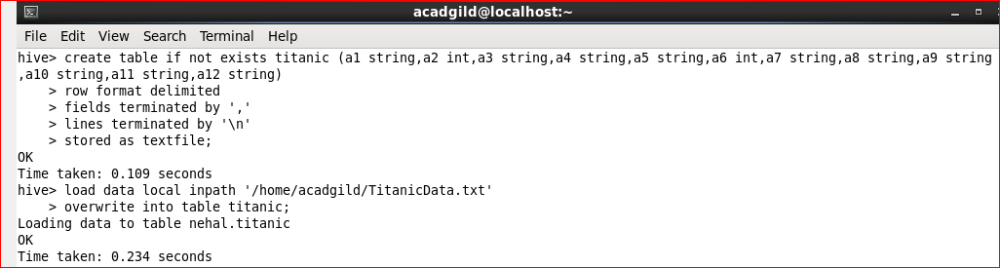 acadgild@localhost:~
File Edit View Search Terminal Help
hive> create table if not exists titanic (a1 string,a2 int,a3 string,a4 string,a5 string,a6 int,a7 string,a8 string,a9 string
,a10 string,a11 string,a12 string)
    > row format delimited
    > fields terminated by ','
    > lines terminated by '\n'
    > stored as textfile;
OK
Time taken: 0.109 seconds
hive> load data local inpath '/home/acadgild/TitanicData.txt'
    > overwrite into table titanic;
Loading data to table nehal.titanic
OK
Time taken: 0.234 seconds